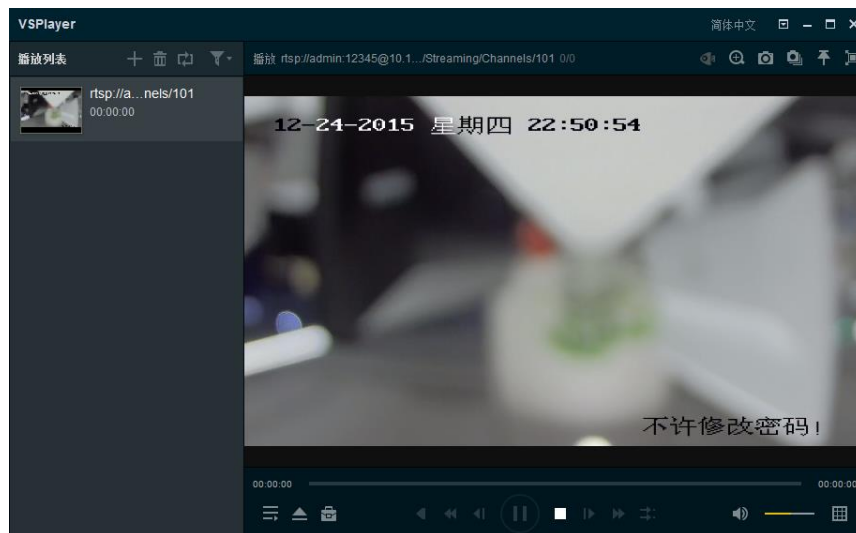 VSPlayer
简体中文
播放列表
播放 rtsp://admin:12345@10.1.../Streaming/Channels/101 0/0
rtsp://a...nels/101
00:00:00
12-24-2015 星期四 22:50:54
不许修改密码!
00:00:00
00:00:00